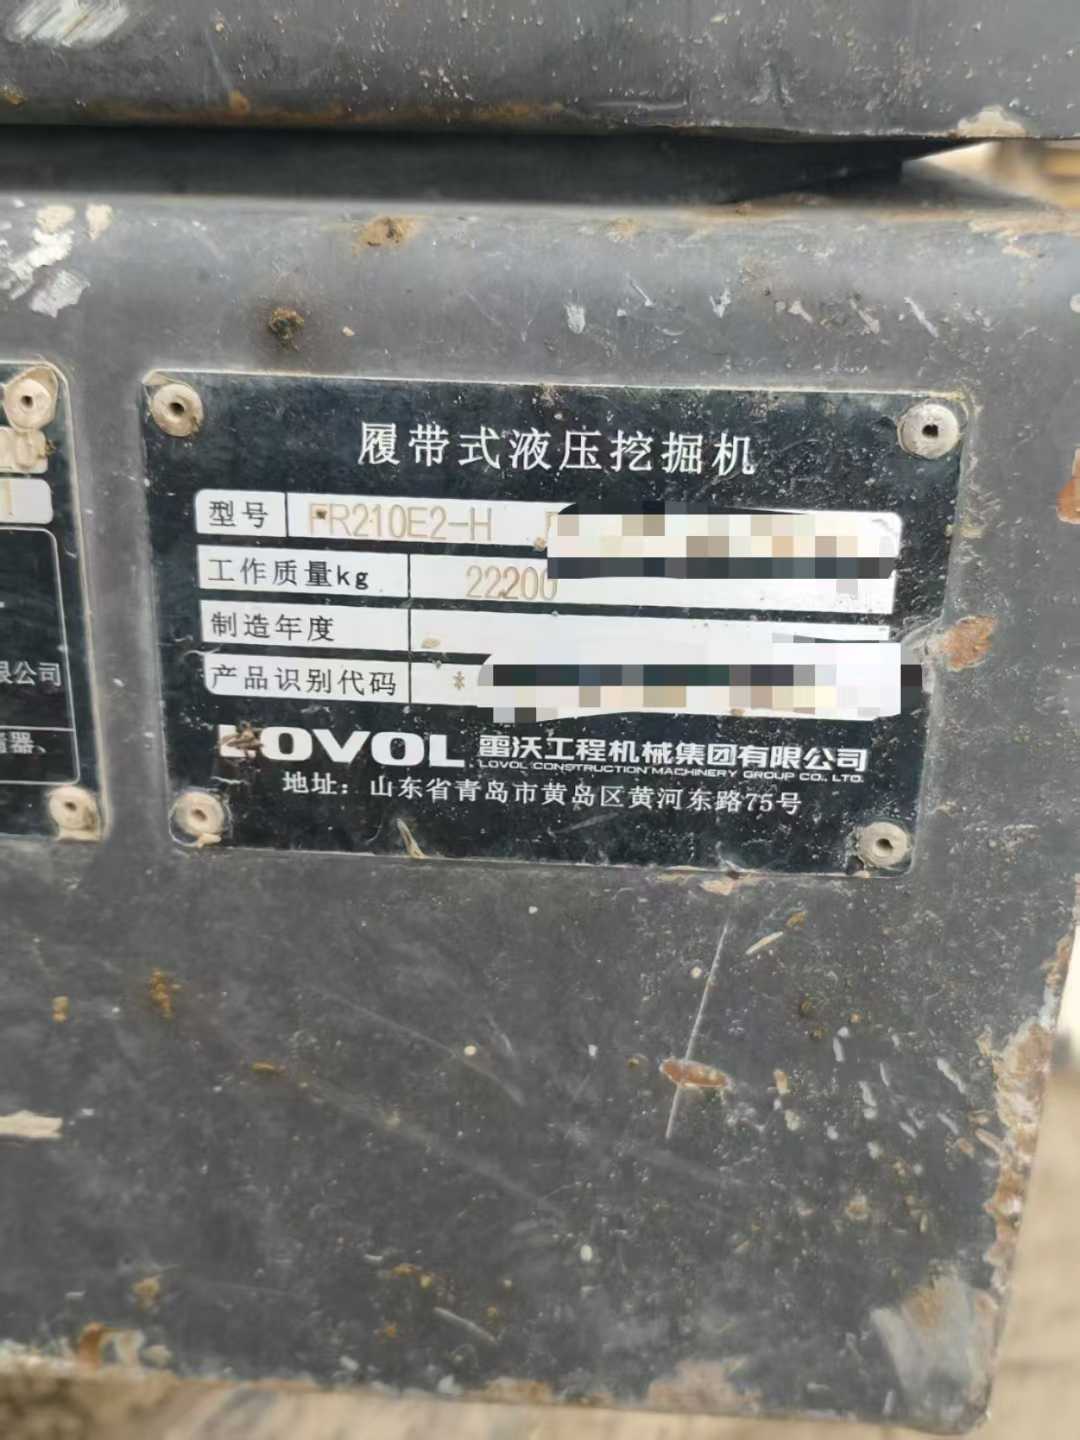 履带式液压挖掘机
型号 FR210E2-H
工作质量kg 22200
制造年度
产品识别代码 *
LOVOL 雷沃工程机械集团有限公司
LOVOL CONSTRUCTION MACHINERY GROUP CO., LTD.
地址：山东省青岛市黄岛区黄河东路75号
限公司